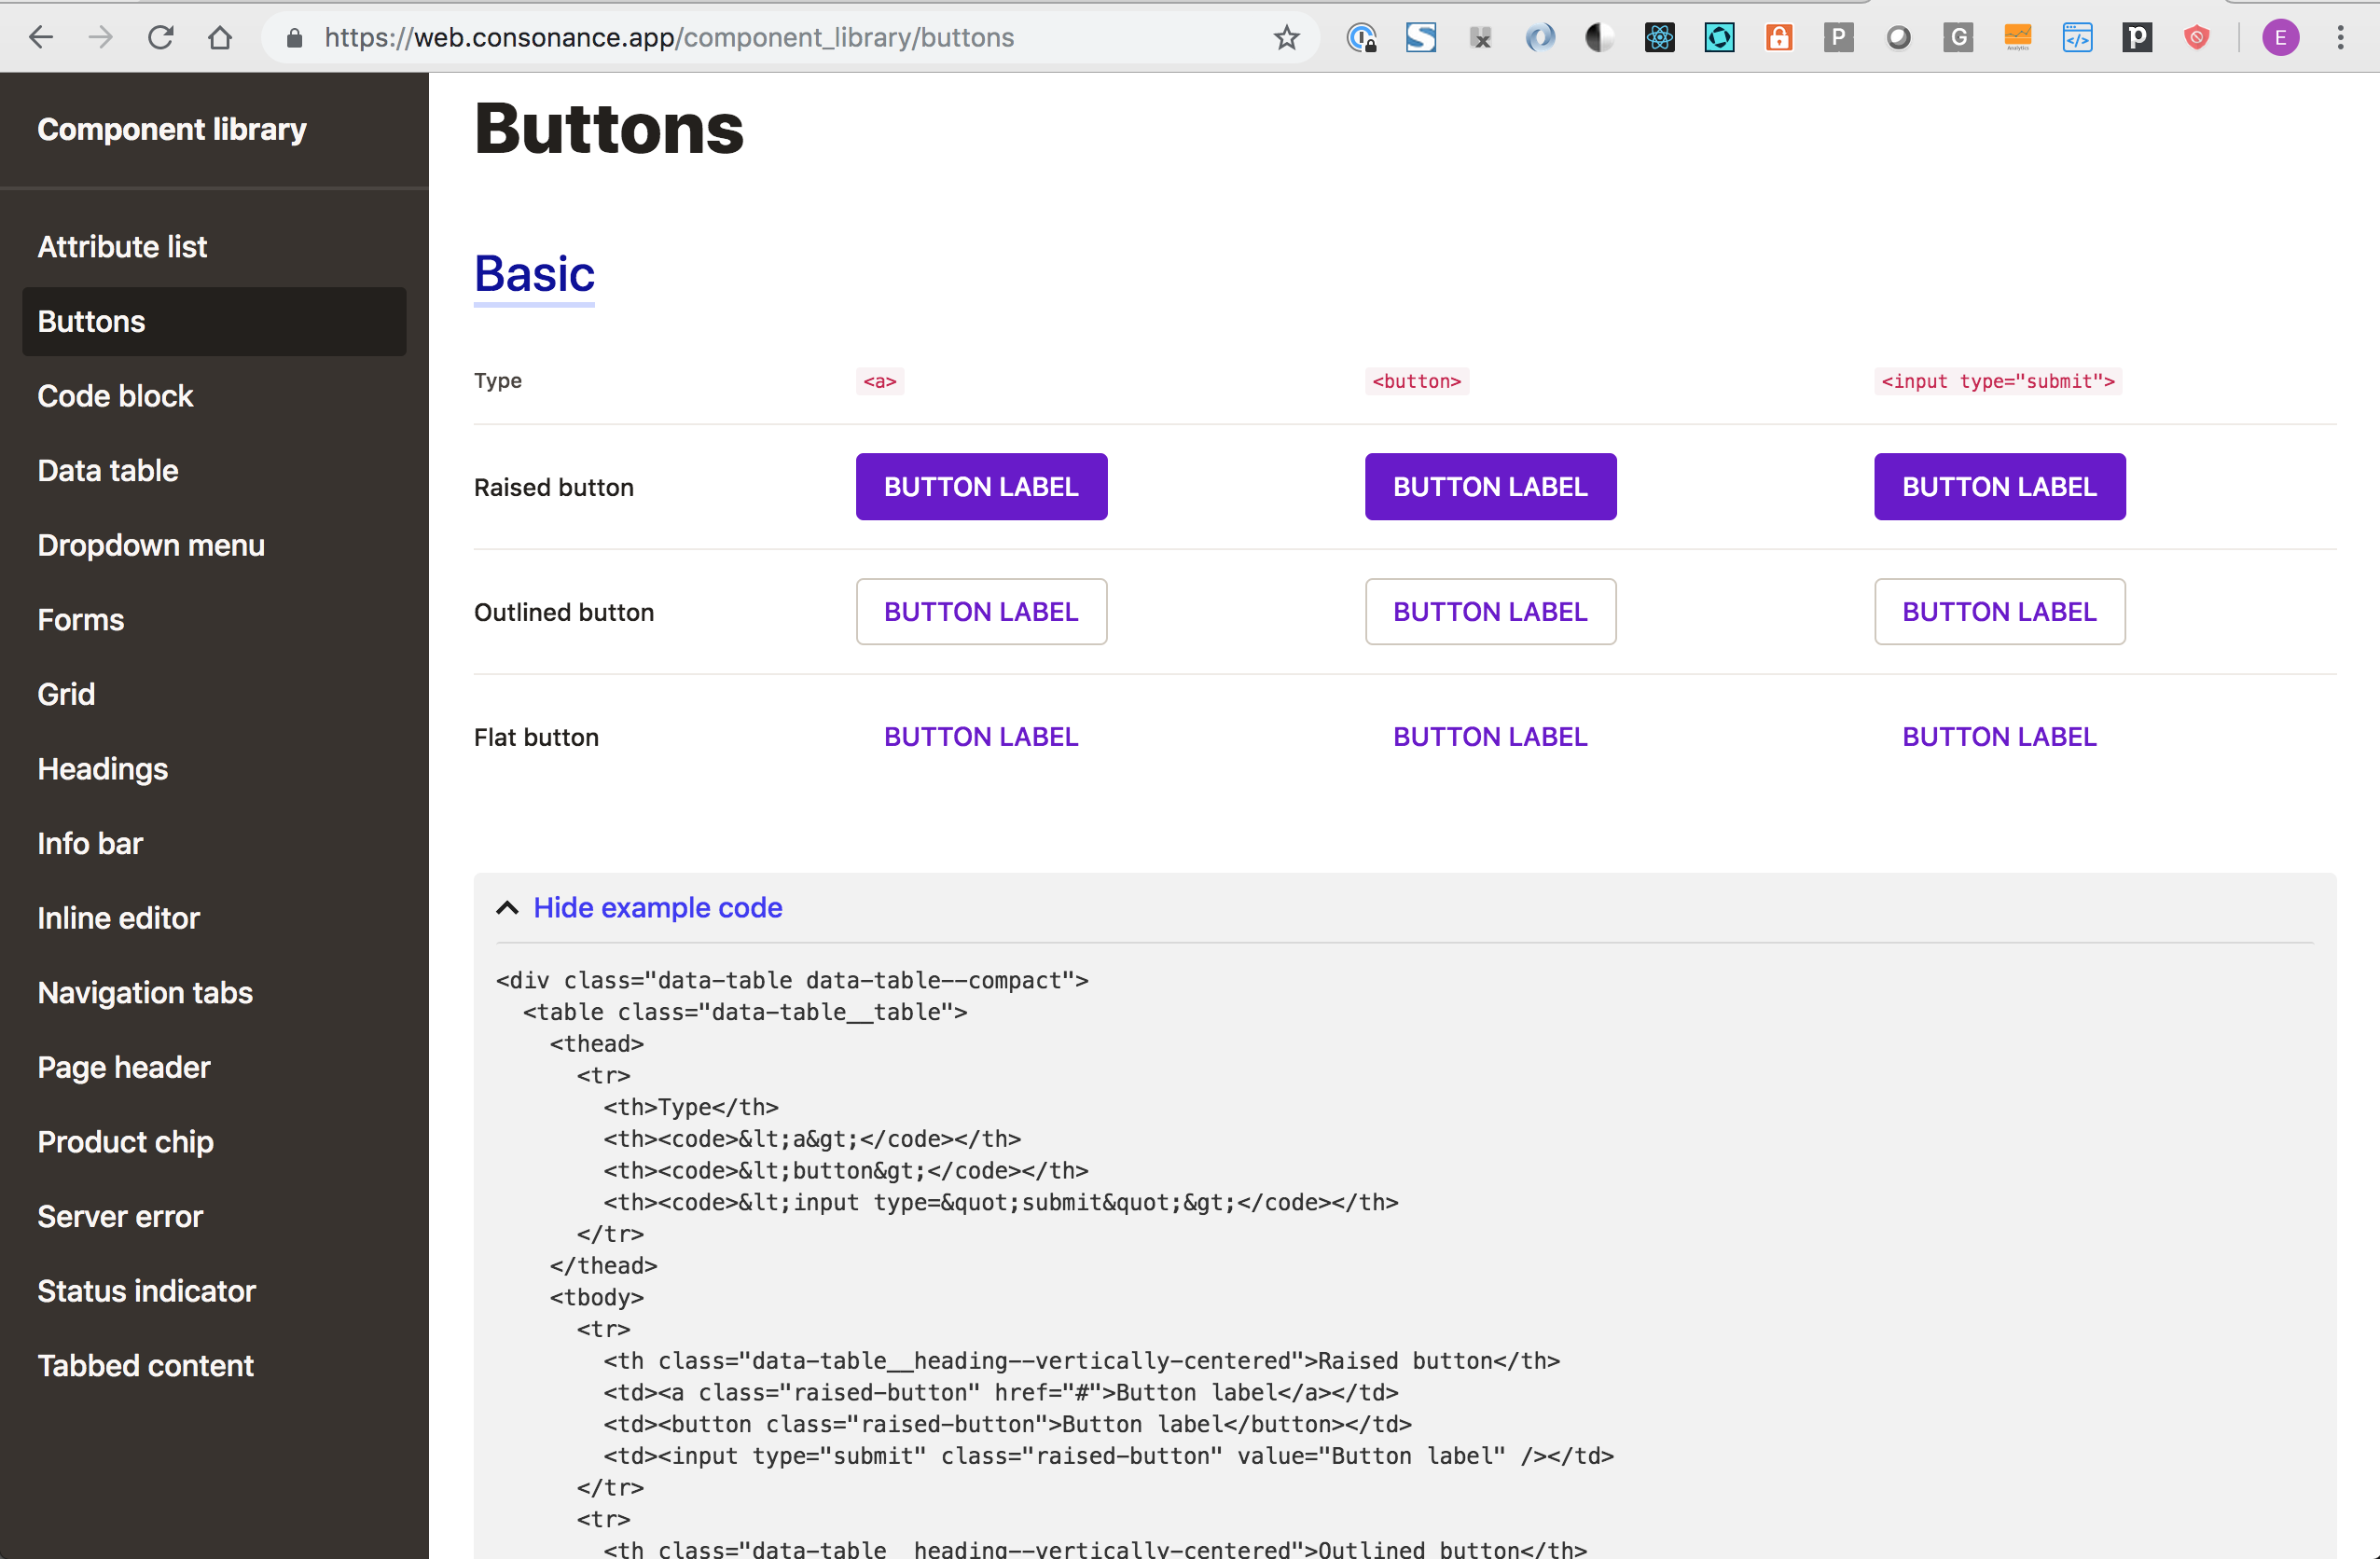 https://web.consonance.app/component_library/buttons
Component library
Attribute list
Buttons
Code block
Data table
Dropdown menu
Forms
Grid
Headings
Info bar
Inline editor
Navigation tabs
Page header
Product chip
Server error
Status indicator
Tabbed content
Buttons
Basic
Type <a> <button> <input type="submit">
Raised button BUTTON LABEL BUTTON LABEL BUTTON LABEL
Outlined button BUTTON LABEL BUTTON LABEL BUTTON LABEL
Flat button BUTTON LABEL BUTTON LABEL BUTTON LABEL
Hide example code
<div class="data-table data-table--compact">
<table class="data-table__table">
<thead>
<tr>
<th>Type</th>
<th><code>&lt;a&gt;</code></th>
<th><code>&lt;button&gt;</code></th>
<th><code>&lt;input type=&quot;submit&quot;&gt;</code></th>
</tr>
</thead>
<tbody>
<tr>
<th class="data-table__heading--vertically-centered">Raised button</th>
<td><a class="raised-button" href="#">Button label</a></td>
<td><button class="raised-button">Button label</button></td>
<td><input type="submit" class="raised-button" value="Button label" /></td>
</tr>
<tr>
<th class="data-table__heading--vertically-centered">Outlined button</th>